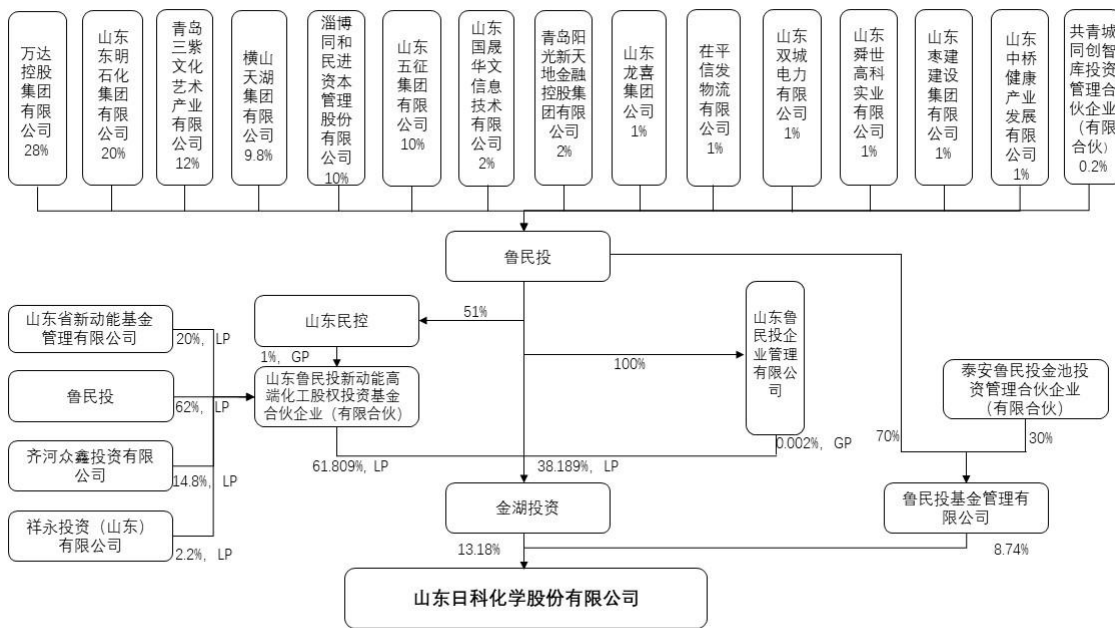 万达
控股
集团
有限
公司
28%
山东
东明
石化
集团
有限
公司
20%
青岛
三紫
文化
艺术
产业
有限
公司
12%
横山
天湖
集团
有限
公司
9.8%
淄博
同和
民进
资本
管理
股份
有限
公司
10%
山东
五征
集团
有限
公司
10%
山东
国晟
华文
信息
技术
有限
公司
2%
青岛阳
光新天
地金融
控股集
团有限
公司
2%
山东
龙喜
集团
公司
1%
茌平
信发
物流
有限
公司
1%
山东
双城
电力
有限
公司
1%
山东
舜世
高科
实业
有限
公司
1%
山东
枣建
建设
集团
有限
公司
1%
山东
中桥
健康
产业
发展
有限
公司
1%
共青城
同创智
库投资
管理合
伙企业
（有限
合伙）
0.2%
鲁民投
山东省新动能基金
管理有限公司
20%，LP
鲁民投
62%，LP
齐河众鑫投资有限公
司
14.8%，LP
祥永投资（山东）
有限公司
2.2%，LP
山东民控
51%
1%，GP
山东鲁民投新动能高
端化工股权投资基金
合伙企业（有限合伙）
100%
山东鲁
民投企
业管理
有限公
司
泰安鲁民投金池投
资管理合伙企业
（有限合伙）
61.809%, LP
38.189%, LP
0.002%, GP
70%
30%
金湖投资
鲁民投基金管理有
限公司
13.18%
8.74%
山东日科化学股份有限公司